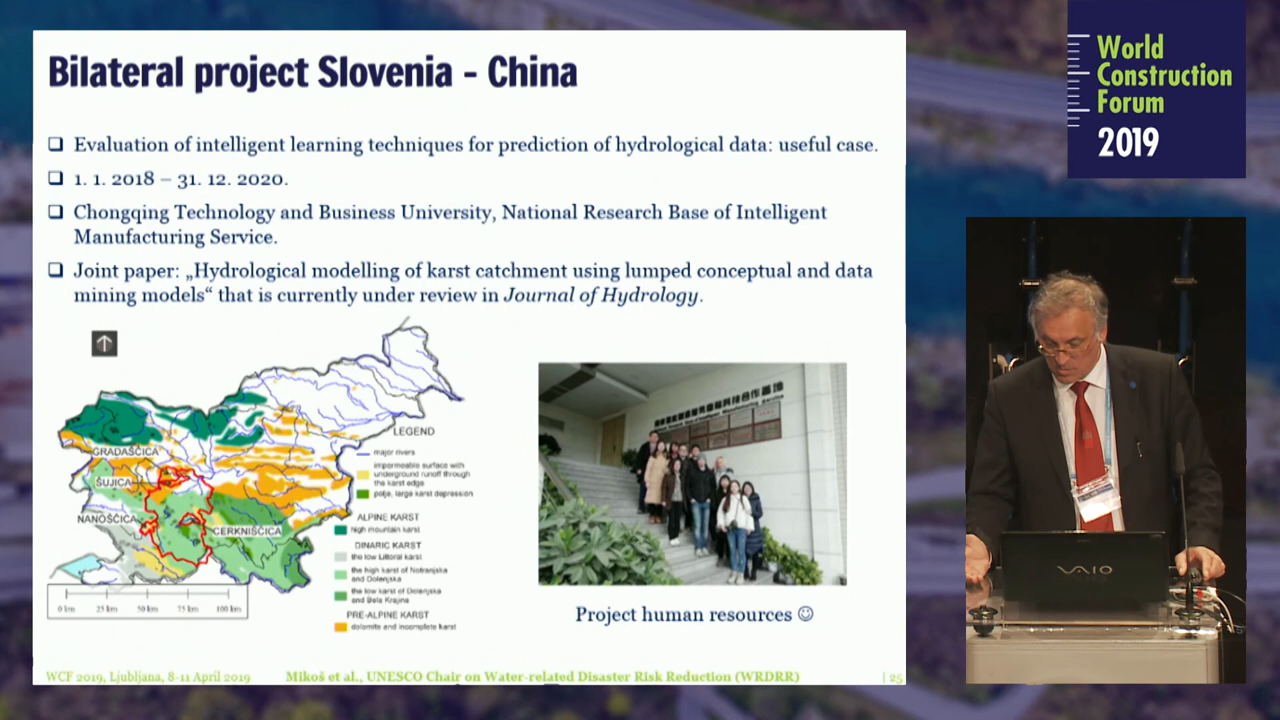 Bilateral project Slovenia - China
Evaluation of intelligent learning techniques for prediction of hydrological data: useful case.
1. 1. 2018 – 31. 12. 2020.
Chongqing Technology and Business University, National Research Base of Intelligent
Manufacturing Service.
Joint paper: „Hydrological modelling of karst catchment using lumped conceptual and data
mining models“ that is currently under review in Journal of Hydrology.
GRADAŠČICA
ŠUJICA
NANOŠČICA
CERKNIŠČICA
LEGEND
major rivers
impermeable surface with
underground runoff through
the karst edge
polje, large karst depression
ALPINE KARST
high mountain karst
DINARIC KARST
the low Littoral karst
the high karst of Notranjska
and Dolenjska
the low karst of Dolenjska
and Bela Krajina
PRE-ALPINE KARST
dolomite and incomplete karst
0 km 25 km 50 km 75 km 100 km
Project human resources ☺
WCF 2019, Ljubljana, 8-11 April 2019 Mikoš et al., UNESCO Chair on Water-related Disaster Risk Reduction (WRDRR) | 25
World
Construction
Forum
2019
VAIO